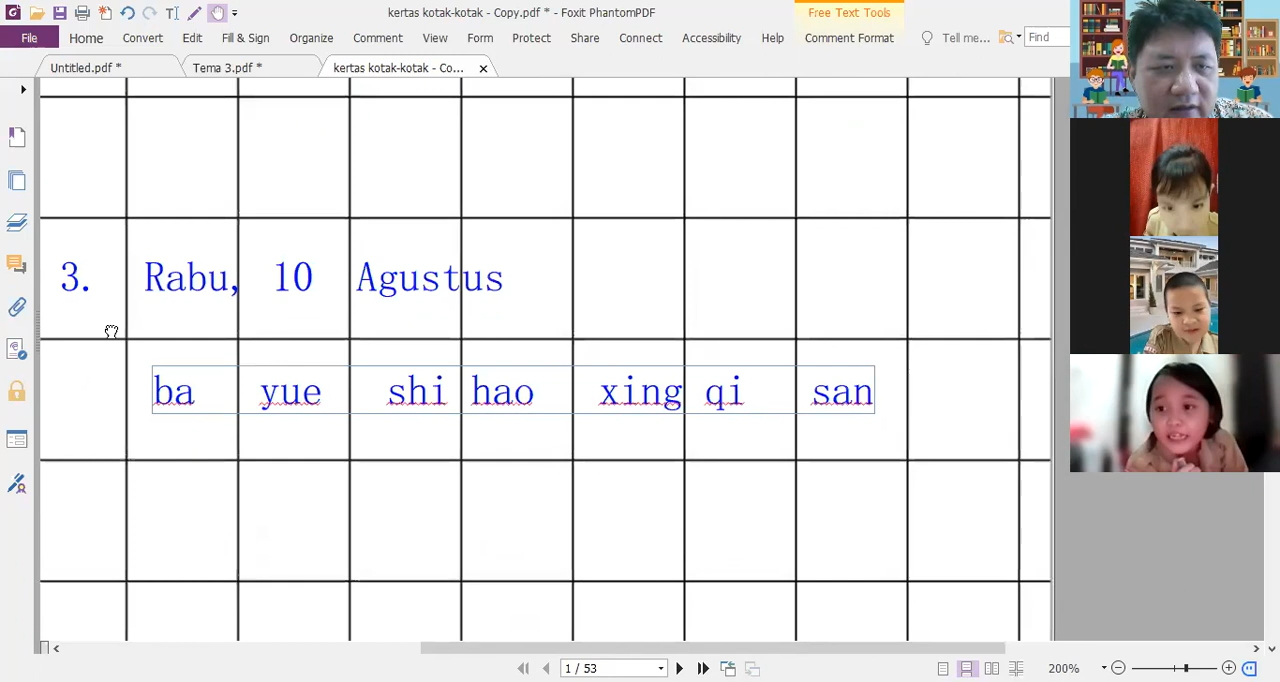 kertas kotak-kotak - Copy.pdf * - Foxit PhantomPDF
Free Text Tools
File Home Convert Edit Fill & Sign Organize Comment View Form Protect Share Connect Accessibility Help Comment Format Tell me... Find
Untitled.pdf * Tema 3.pdf * kertas kotak-kotak - Co...
3. Rabu, 10 Agustus
ba yue shi hao xing qi san
1 / 53 200%